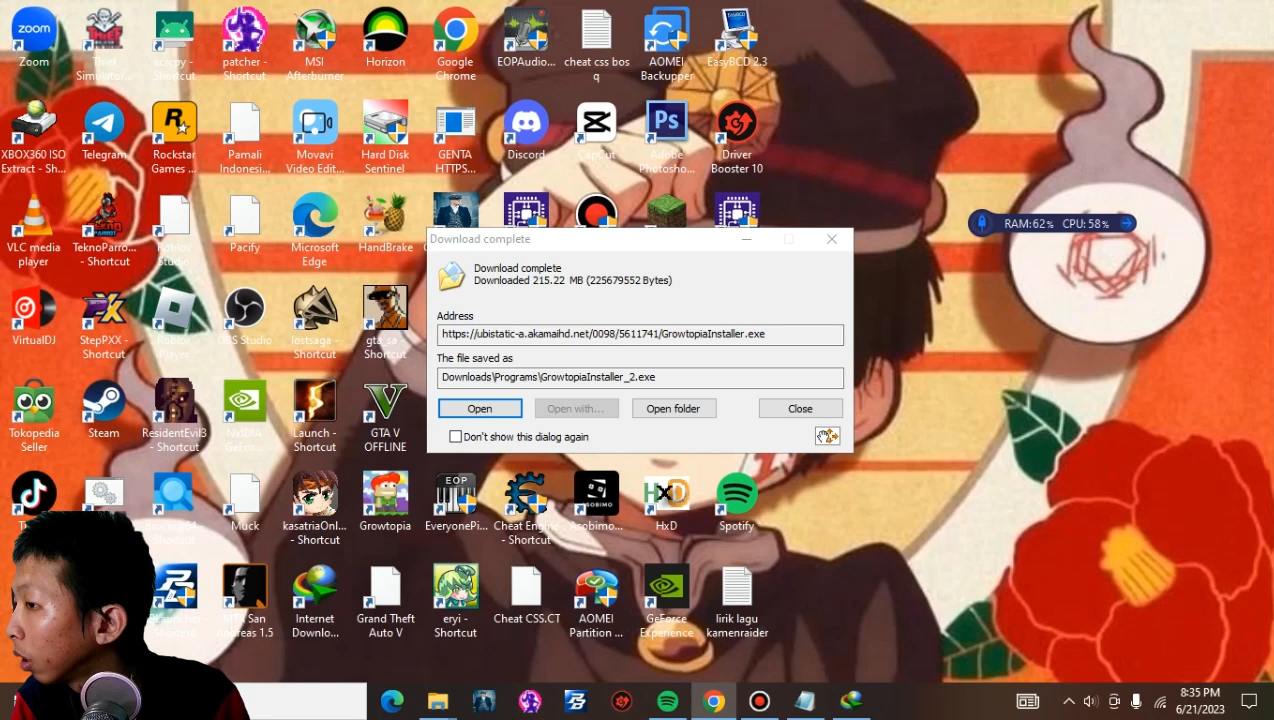 Zoom
Thief
Simulator...
scrcpy -
Shortcut
patcher -
Shortcut
MSI
Afterburner
Horizon
Google
Chrome
EOPAudio...
cheat css bos
q
AOMEI
Backupper
EasyBCD 2.3
XBOX360 ISO
Extract - Sh...
Telegram
Rockstar
Games ...
Pamali
Indonesi...
Movavi
Video Edit...
Hard Disk
Sentinel
GENTA
HTTPS...
Discord
CapCut
Adobe
Photosho...
Driver
Booster 10
VLC media
player
TeknoParro...
- Shortcut
Roblox
Studio
Pacify
Microsoft
Edge
HandBrake
RAM:62% CPU: 58%
Download complete
Download complete
Downloaded 215.22 MB (225679552 Bytes)
Address
https://ubistatic-a.akamaihd.net/0098/5611741/GrowtopiaInstaller.exe
The file saved as
Downloads\Programs\GrowtopiaInstaller_2.exe
Open
Open with...
Open folder
Close
Don't show this dialog again
VirtualDJ
StepPXX -
Shortcut
Roblox
Player
OBS Studio
lostsaga -
Shortcut
gta_sa -
Shortcut
Tokopedia
Seller
Steam
ResidentEvil3
- Shortcut
NVIDIA
GeFor...
Launch -
Shortcut
GTA V
OFFLINE
Muck
kasatriaOnl...
- Shortcut
Growtopia
EveryonePi...
Cheat Engine
- Shortcut
Asobimo...
HxD
Spotify
MTA San
Andreas 1.5
Internet
Downlo...
Grand Theft
Auto V
eryi -
Shortcut
Cheat CSS.CT
AOMEI
Partition ...
GeForce
Experience
lirik lagu
kamenraider
8:35 PM
6/21/2023